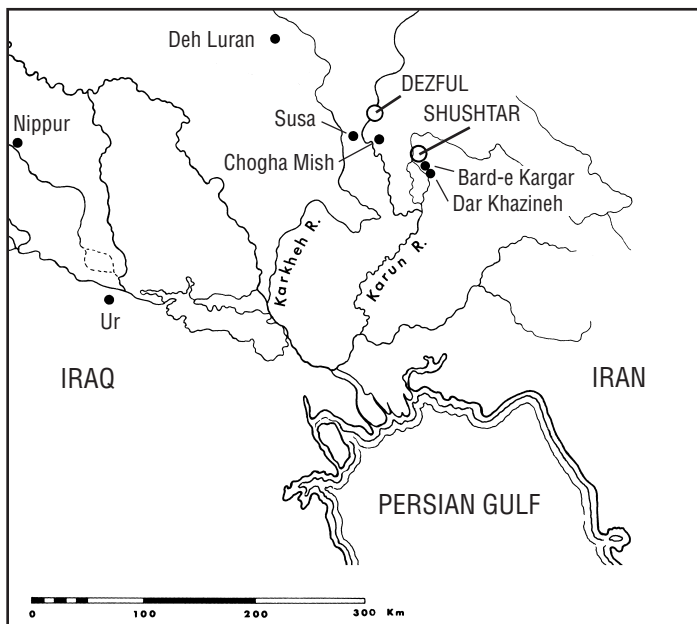 Deh Luran
DEZFUL
SHUSHTAR
Nippur
Susa
Chogha Mish
Bard-e Kargar
Dar Khazineh
Karkheh R.
Karun R.
Ur
IRAQ
IRAN
PERSIAN GULF
0 100 200 300 Km